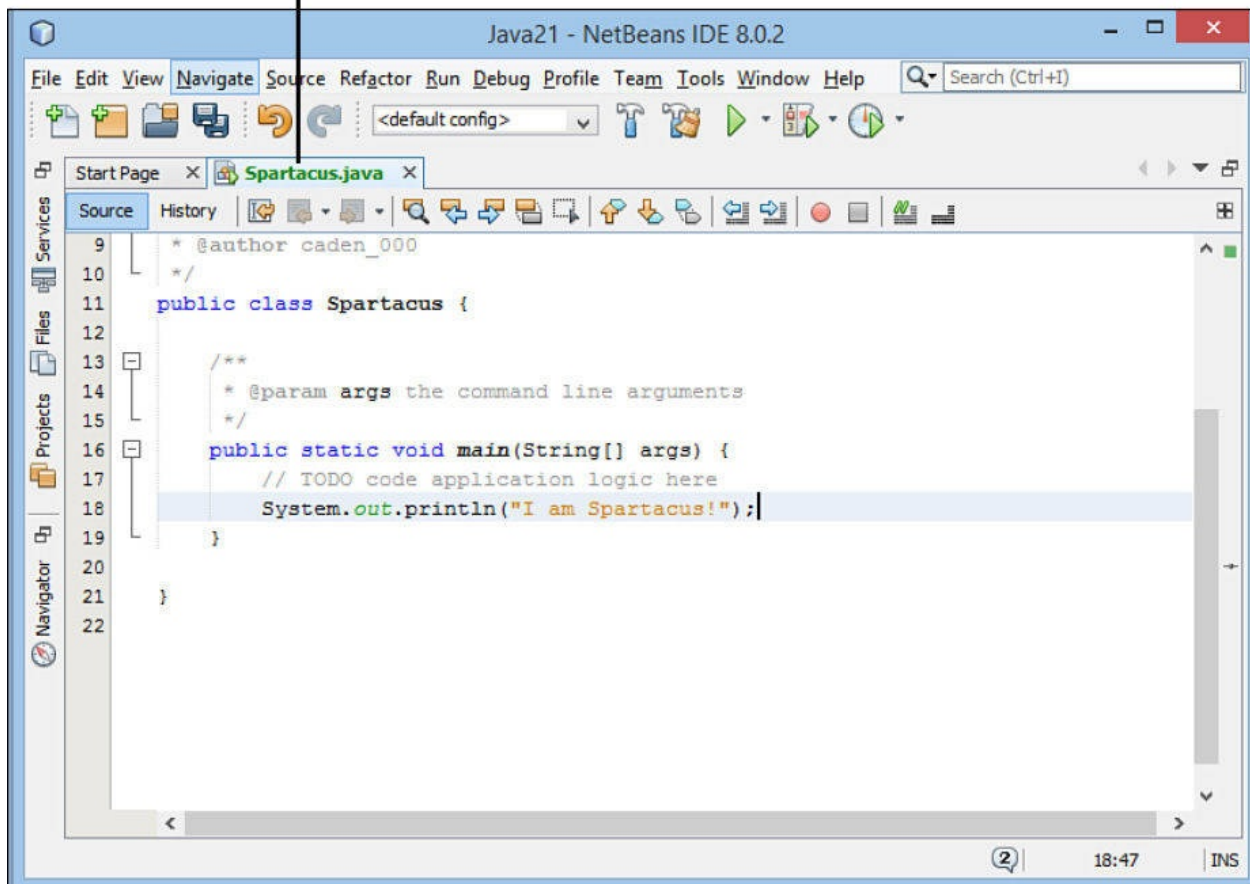 Java21 - NetBeans IDE 8.0.2
File Edit View Navigate Source Refactor Run Debug Profile Team Tools Window Help Search (Ctrl+I)
<default config>
Start Page Spartacus.java
Source History
Services
Files
Projects
Navigator
9 * @author caden_000
10 */
11 public class Spartacus {
12
13 /**
14 * @param args the command line arguments
15 */
16 public static void main(String[] args) {
17 // TODO code application logic here
18 System.out.println("I am Spartacus!");
19 }
20
21 }
22
2 18:47 INS